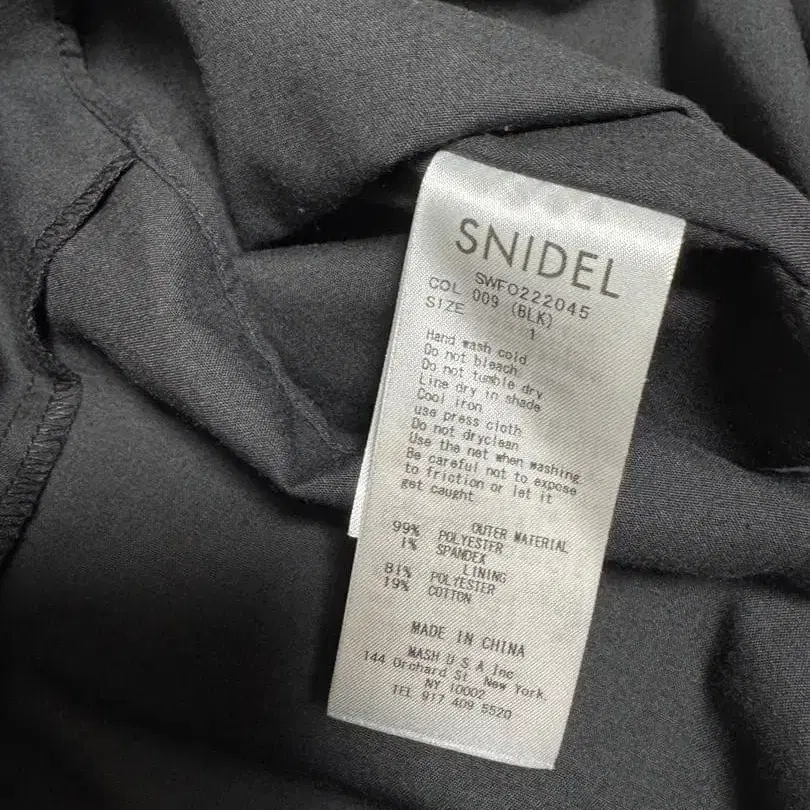 SNIDEL
SWFO222045
COL 009 (BLK)
SIZE 1
Hand wash cold
Do not bleach
Do not tumble dry
Line dry in shade
Cool iron
use press cloth
Do not dryclean
Use the net when washing
Be careful not to expose
to friction or let it
get caught
OUTER MATERIAL
99% POLYESTER
1% SPANDEX
LINING
81% POLYESTER
19% COTTON
MADE IN CHINA
MASH U S A Inc
144 Orchard St New York.
NY 10002
TEL 917 409 5520